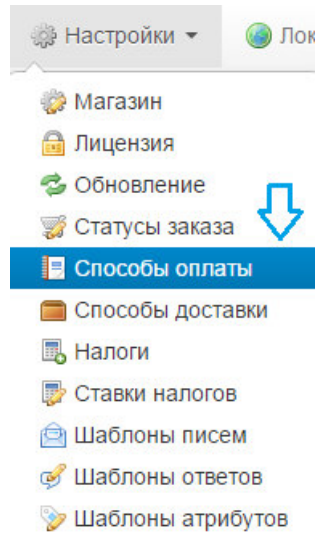 Настройки Лок
Магазин
Лицензия
Обновление
Статусы заказа
Способы оплаты
Способы доставки
Налоги
Ставки налогов
Шаблоны писем
Шаблоны ответов
Шаблоны атрибутов